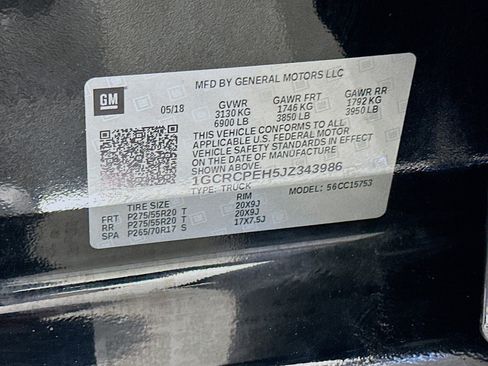 MFD BY GENERAL MOTORS LLC
GM
05/18 GVWR GAWR FRT GAWR RR
3130 KG 1746 KG 1792 KG
6900 LB 3850 LB 3950 LB
THIS VEHICLE CONFORMS TO ALL
APPLICABLE U.S. FEDERAL MOTOR
VEHICLE SAFETY STANDARDS IN EFFECT
ON THE DATE OF MANUFACTURE
SHOWN ABOVE.
1GCRCPEH5JZ343986
TYPE: TRUCK MODEL: 56CC15753
TIRE SIZE RIM
FRT P275/55R20 T 20X9J
RR P275/55R20 T 20X9J
SPA P265/70R17 S 17X7.5J